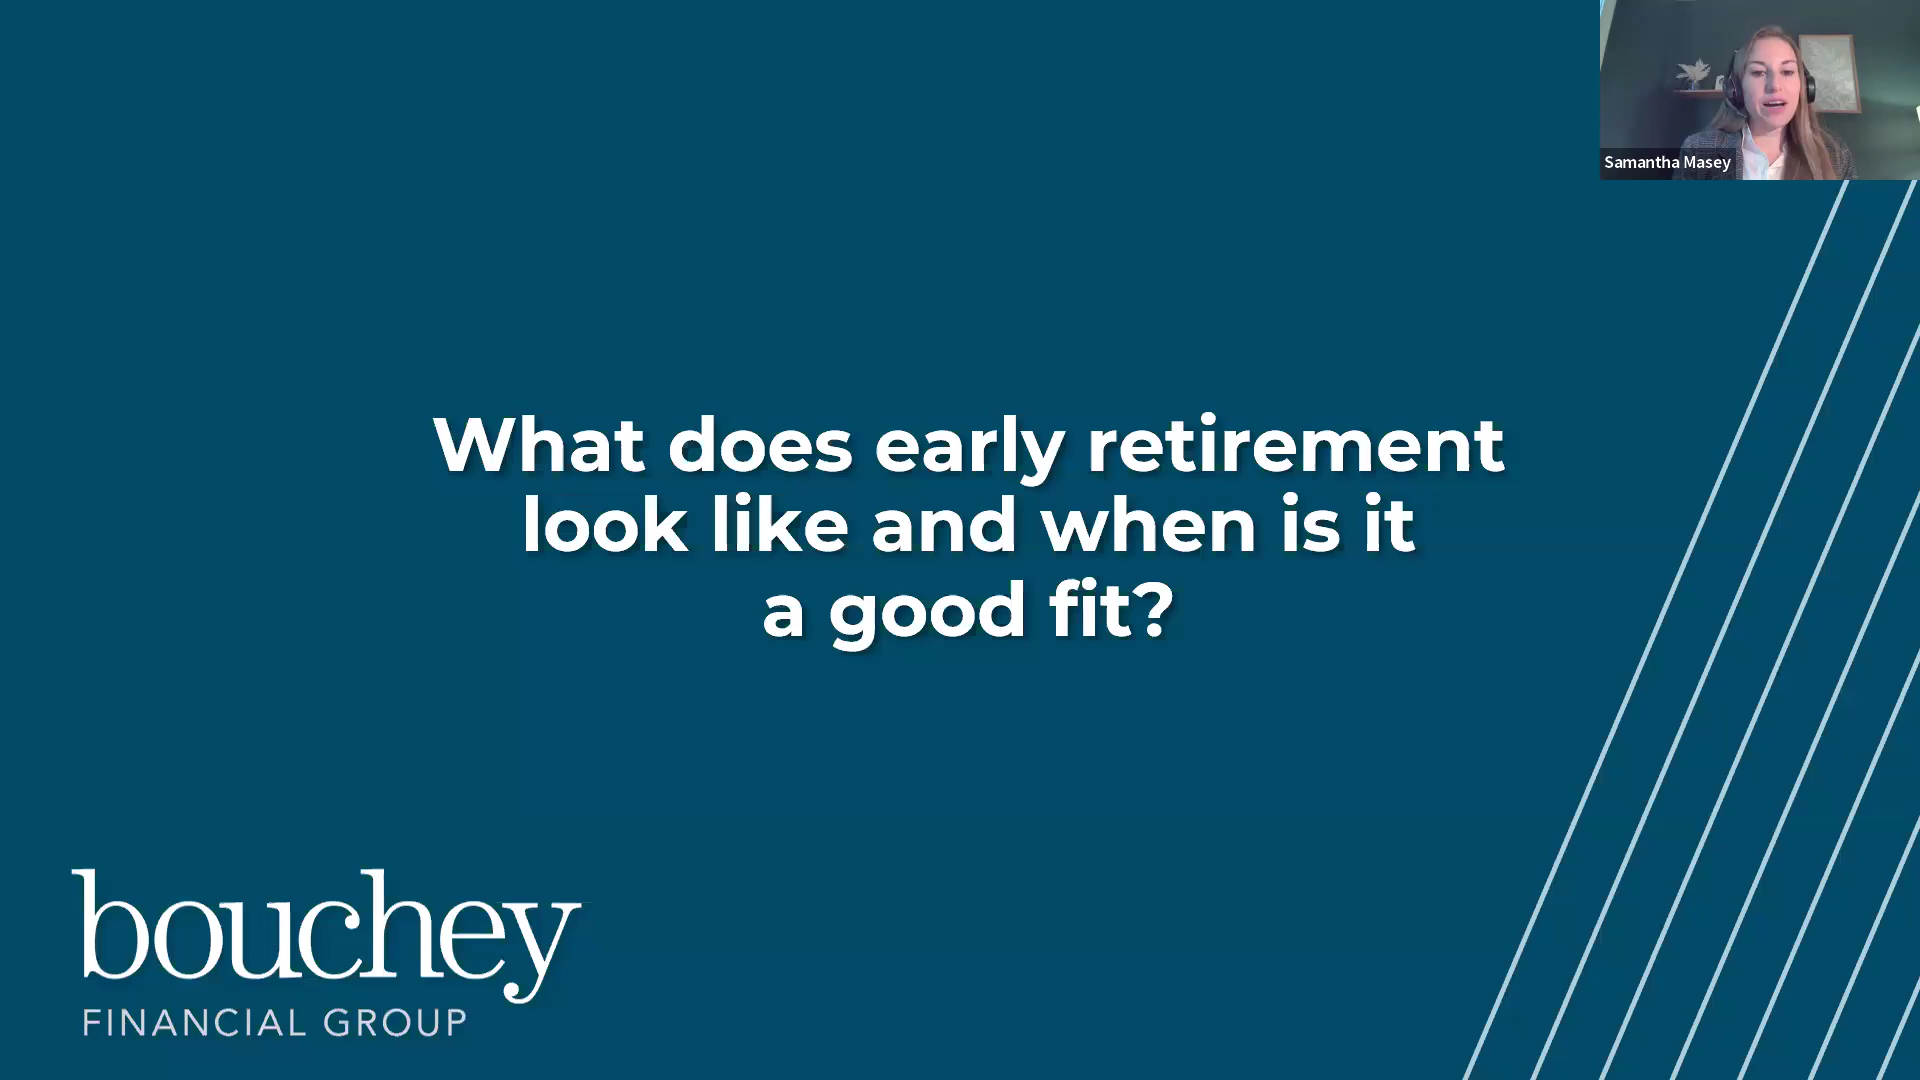 Samantha Masey
What does early retirement
look like and when is it
a good fit?
bouchey
FINANCIAL GROUP